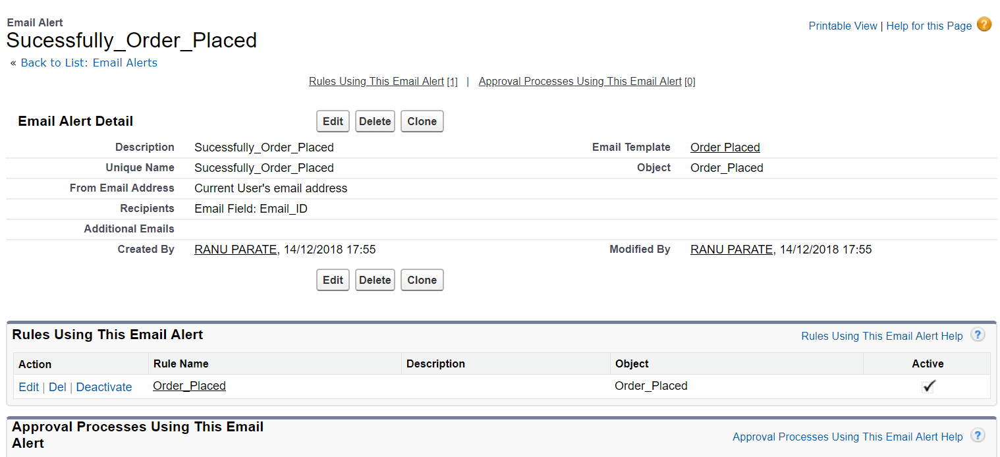 Email Alert
Sucessfully_Order_Placed
« Back to List: Email Alerts
Printable View | Help for this Page ?
Rules Using This Email Alert [1] | Approval Processes Using This Email Alert [0]
Email Alert Detail Edit Delete Clone
Description Sucessfully_Order_Placed Email Template Order Placed
Unique Name Sucessfully_Order_Placed Object Order_Placed
From Email Address Current User's email address
Recipients Email Field: Email_ID
Additional Emails
Created By RANU PARATE, 14/12/2018 17:55 Modified By RANU PARATE, 14/12/2018 17:55
Edit Delete Clone
Rules Using This Email Alert Rules Using This Email Alert Help ?
Action Rule Name Description Object Active
Edit | Del | Deactivate Order_Placed Order_Placed
Approval Processes Using This Email
Alert
Approval Processes Using This Email Alert Help ?